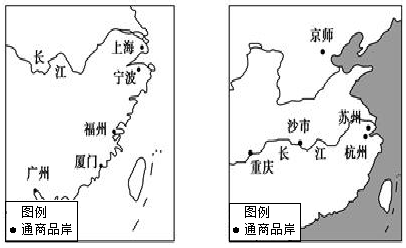 长
江
上海
宁波
福州
厦门
广州
图例
●通商品岸
京师
沙市
苏州
杭州
重庆
长
江
图例
●通商品岸